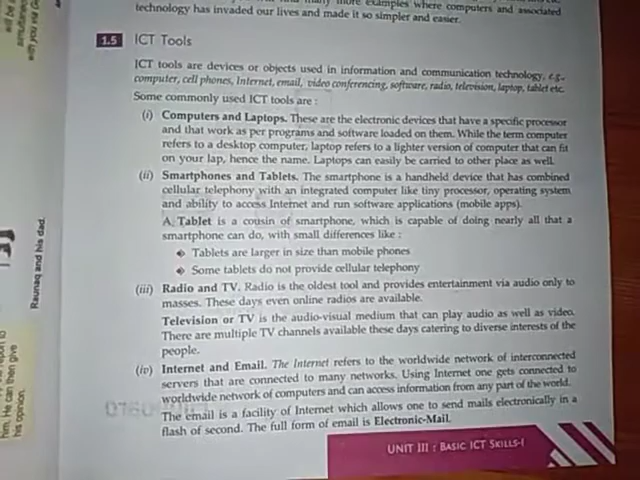 many more examples where computers and associated
technology has invaded our lives and made it so simpler and easier.
1.5 ICT Tools
ICT tools are devices or objects used in information and communication technology, e.g.,
computer, cell phones, Internet, email, video conferencing, software, radio, television, laptop, tablet etc.
Some commonly used ICT tools are :
(i) Computers and Laptops. These are the electronic devices that have a specific processor
and that work as per programs and software loaded on them. While the term computer
refers to a desktop computer, laptop refers to a lighter version of computer that can fit
on your lap, hence the name. Laptops can easily be carried to other place as well.
(ii) Smartphones and Tablets. The smartphone is a handheld device that has combined
cellular telephony with an integrated computer like tiny processor, operating system
and ability to access Internet and run software applications (mobile apps).
A Tablet is a cousin of smartphone, which is capable of doing nearly all that a
smartphone can do, with small differences like :
❖ Tablets are larger in size than mobile phones
❖ Some tablets do not provide cellular telephony
(iii) Radio and TV. Radio is the oldest tool and provides entertainment via audio only to
masses. These days even online radios are available.
Television or TV is the audio-visual medium that can play audio as well as video.
There are multiple TV channels available these days catering to diverse interests of the
people.
(iv) Internet and Email. The Internet refers to the worldwide network of interconnected
servers that are connected to many networks. Using Internet one gets connected to
worldwide network of computers and can access information from any part of the world.
The email is a facility of Internet which allows one to send mails electronically in a
flash of second. The full form of email is Electronic-Mail.
UNIT III : BASIC ICT SKILLS-I
Raunaq and his dad.
him. He can then give
his opinion.
with you via G